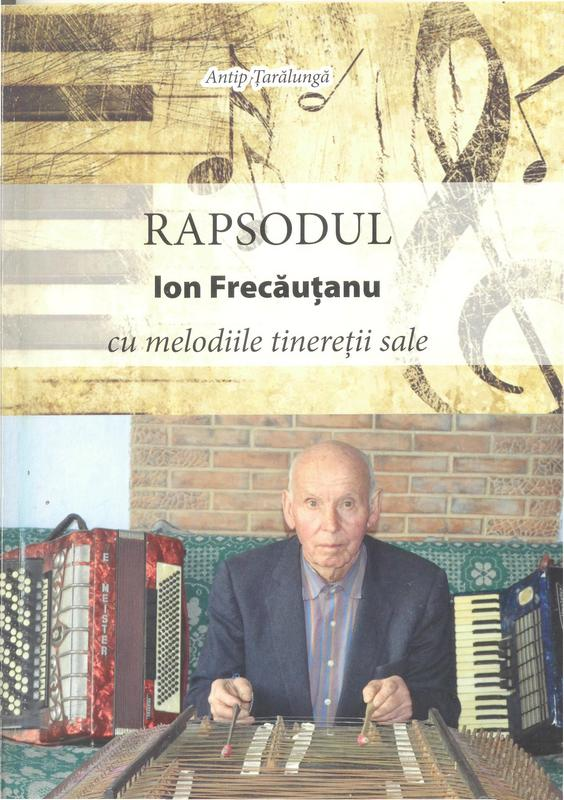 Antip Țarălungă
RAPSODUL
Ion Frecăuțanu
cu melodiile tinereții sale
E. MEISTER